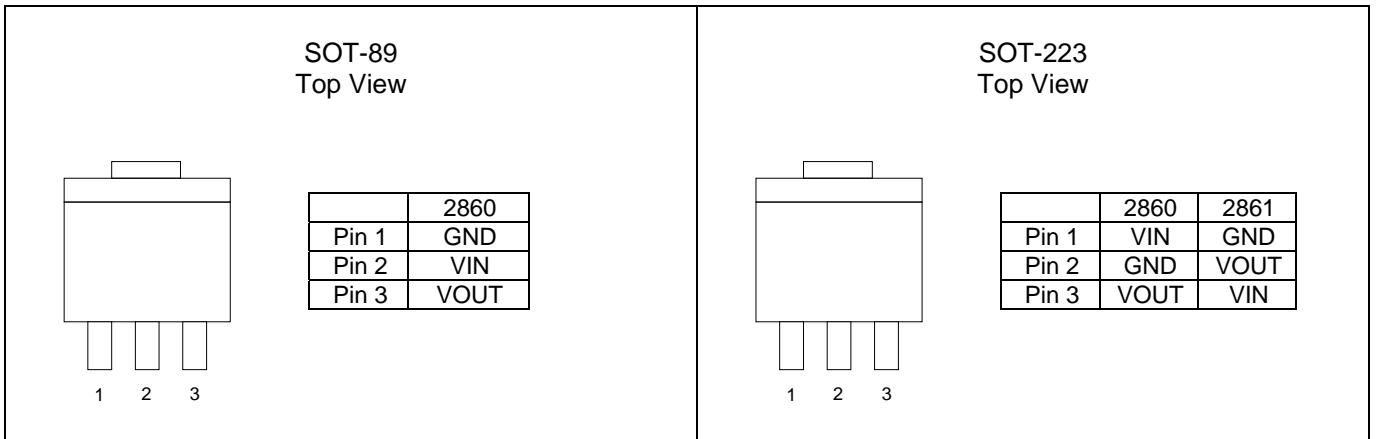 SOT-89
Top View
2860
Pin 1 GND
Pin 2 VIN
Pin 3 VOUT
1 2 3
SOT-223
Top View
2860 2861
Pin 1 VIN GND
Pin 2 GND VOUT
Pin 3 VOUT VIN
1 2 3